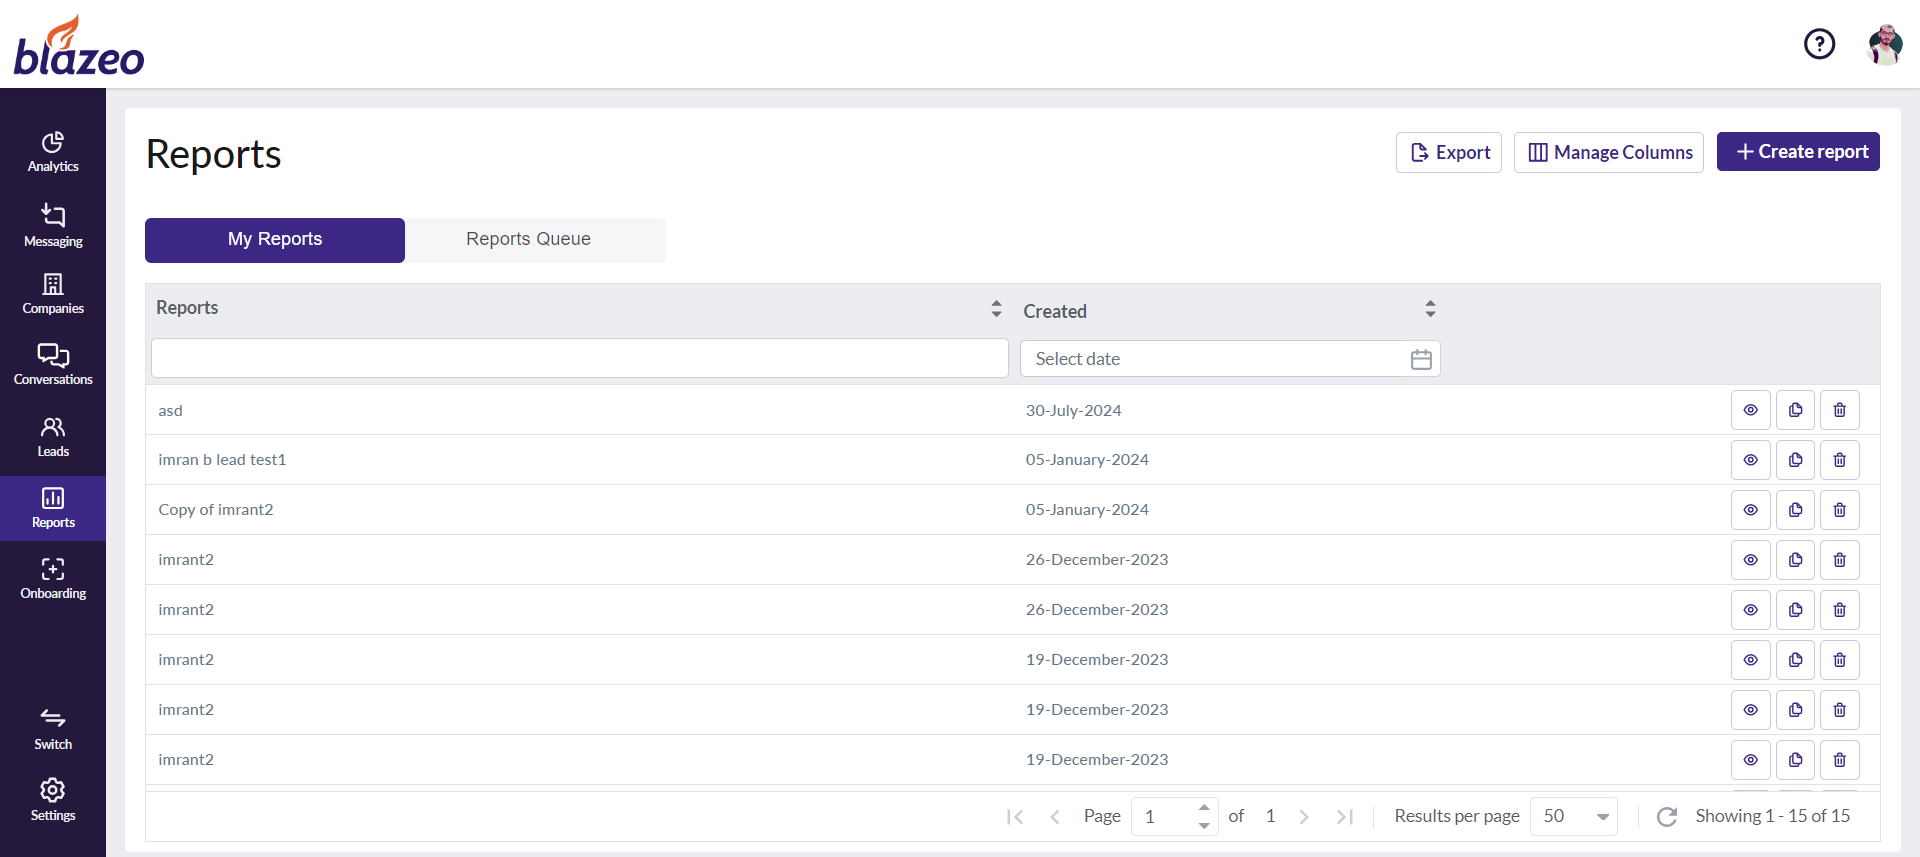 blazeo
Analytics
Messaging
Companies
Conversations
Leads
Reports
Onboarding
Switch
Settings
Reports
Export
Manage Columns
Create report
My Reports
Reports Queue
Reports
Created
Select date
asd
30-July-2024
imran b lead test1
05-January-2024
Copy of imrant2
05-January-2024
imrant2
26-December-2023
imrant2
26-December-2023
imrant2
19-December-2023
imrant2
19-December-2023
imrant2
19-December-2023
Page 1 of 1
Results per page 50
Showing 1 - 15 of 15